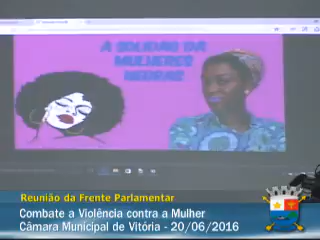 A SOLIDÃO DA
MULHERES
NEGRAS
Reunião da Frente Parlamentar
Combate a Violência contra a Mulher
Câmara Municipal de Vitória - 20/06/2016